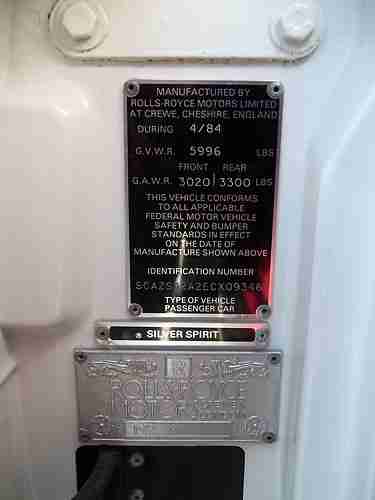 MANUFACTURED BY
ROLLS-ROYCE MOTORS LIMITED
AT CREWE, CHESHIRE, ENGLAND
DURING 4/84
G.V.W.R. 5996 LBS
FRONT REAR
G.A.W.R. 3020 3300 LBS
THIS VEHICLE CONFORMS
TO ALL APPLICABLE
FEDERAL MOTOR VEHICLE
SAFETY AND BUMPER
STANDARDS IN EFFECT
ON THE DATE OF
MANUFACTURE SHOWN ABOVE
IDENTIFICATION NUMBER
TYPE OF VEHICLE
PASSENGER CAR
SILVER SPIRIT
ROLLS-ROYCE
MOTORS